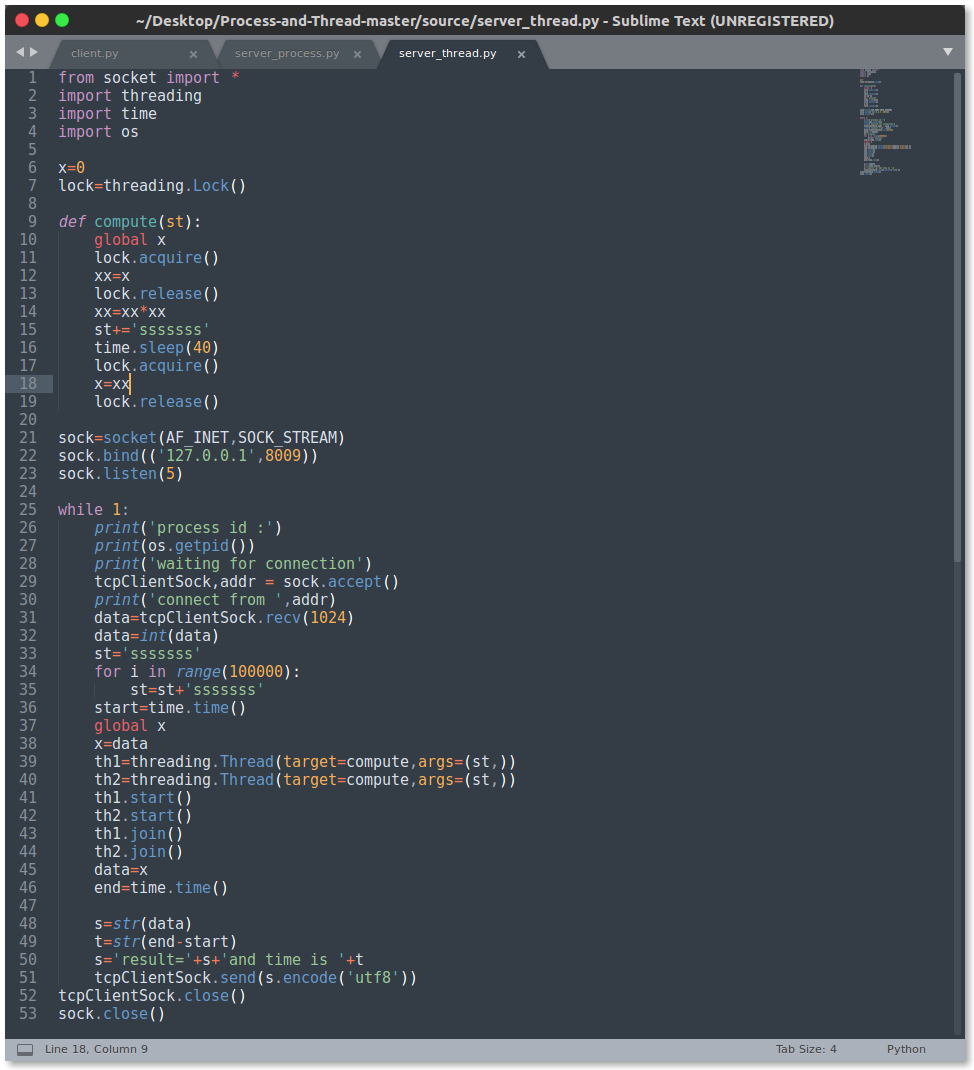 ~/Desktop/Process-and-Thread-master/source/server_thread.py - Sublime Text (UNREGISTERED)
client.py × server_process.py × server_thread.py ×
1 from socket import *
2 import threading
3 import time
4 import os
5
6 x=0
7 lock=threading.Lock()
8
9 def compute(st):
10     global x
11     lock.acquire()
12     xx=x
13     lock.release()
14     xx=xx*xx
15     st+='sssssss'
16     time.sleep(40)
17     lock.acquire()
18     x=xx
19     lock.release()
20
21 sock=socket(AF_INET,SOCK_STREAM)
22 sock.bind(('127.0.0.1',8009))
23 sock.listen(5)
24
25 while 1:
26     print('process id :')
27     print(os.getpid())
28     print('waiting for connection')
29     tcpClientSock,addr = sock.accept()
30     print('connect from ',addr)
31     data=tcpClientSock.recv(1024)
32     data=int(data)
33     st='sssssss'
34     for i in range(100000):
35         st=st+'sssssss'
36     start=time.time()
37     global x
38     x=data
39     th1=threading.Thread(target=compute,args=(st,))
40     th2=threading.Thread(target=compute,args=(st,))
41     th1.start()
42     th2.start()
43     th1.join()
44     th2.join()
45     data=x
46     end=time.time()
47
48     s=str(data)
49     t=str(end-start)
50     s='result='+s+'and time is '+t
51     tcpClientSock.send(s.encode('utf8'))
52 tcpClientSock.close()
53 sock.close()
Line 18, Column 9 Tab Size: 4 Python